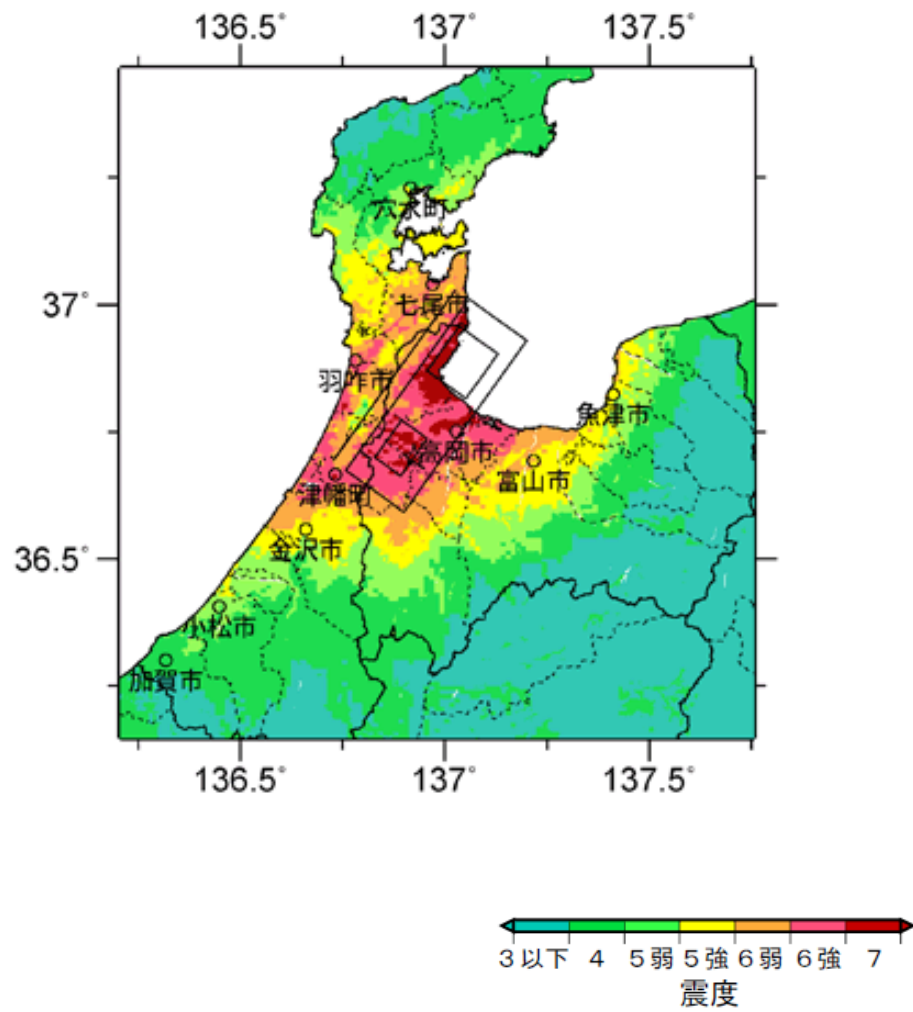 136.5° 137° 137.5°
穴水町
37°
七尾市
羽咋市
魚津市
高岡市
富山市
津幡町
金沢市
36.5°
小松市
加賀市
136.5° 137° 137.5°
3以下 4 5弱 5強 6弱 6強 7
震度